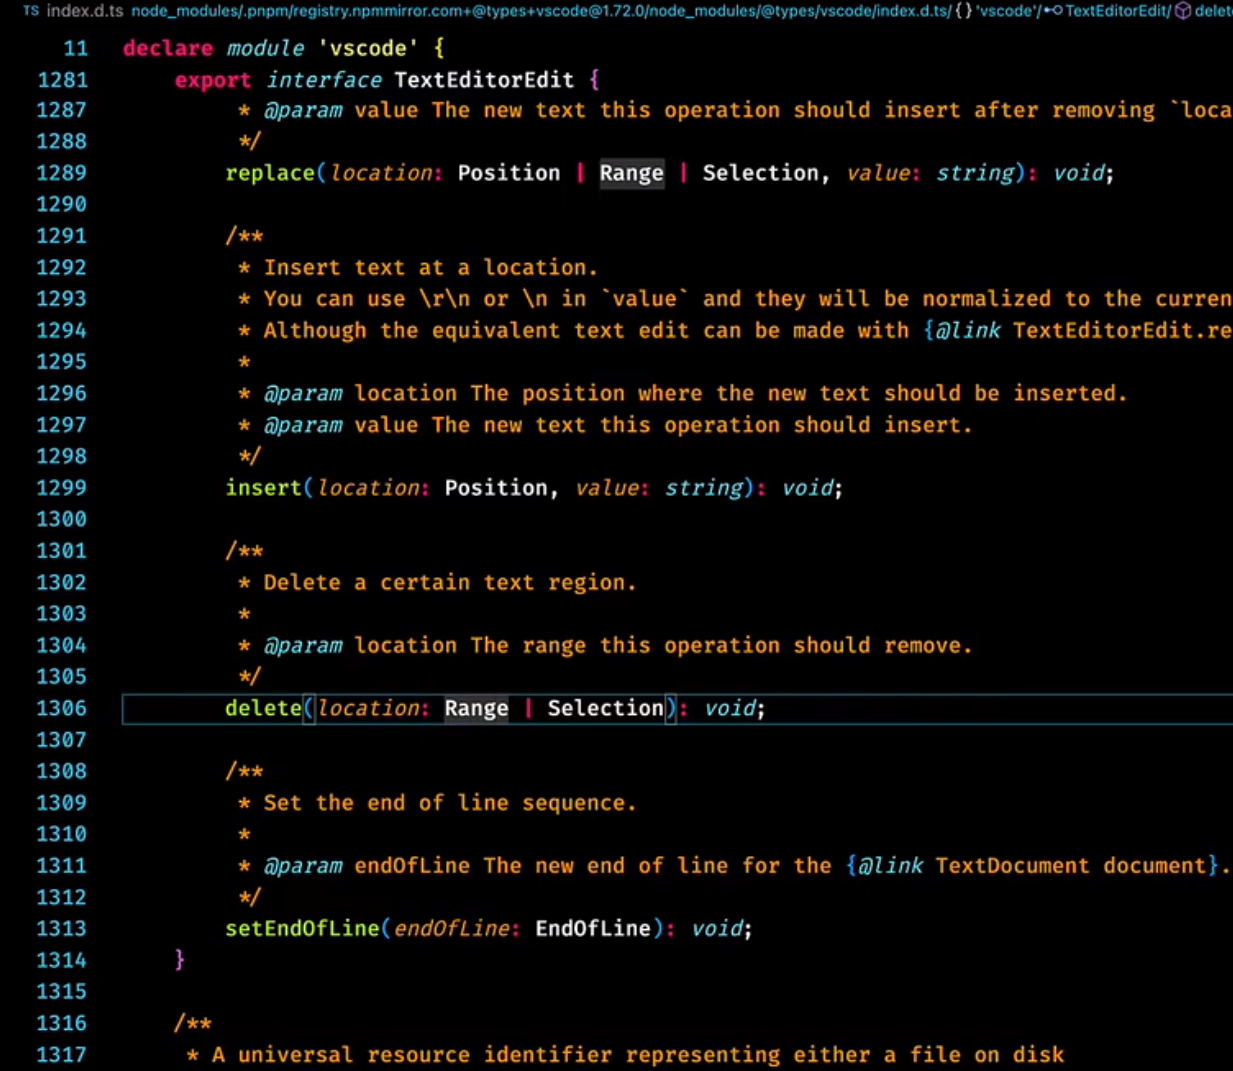 TS index.d.ts node_modules/.pnpm/registry.npmmirror.com+@types+vscode@1.72.0/node_modules/@types/vscode/index.d.ts/ {} 'vscode'/ TextEditorEdit/ delet
11 declare module 'vscode' {
1281 export interface TextEditorEdit {
1287 * @param value The new text this operation should insert after removing `loca
1288 */
1289 replace(location: Position | Range | Selection, value: string): void;
1290
1291 /**
1292 * Insert text at a location.
1293 * You can use \r\n or \n in `value` and they will be normalized to the curren
1294 * Although the equivalent text edit can be made with {@link TextEditorEdit.re
1295 *
1296 * @param location The position where the new text should be inserted.
1297 * @param value The new text this operation should insert.
1298 */
1299 insert(location: Position, value: string): void;
1300
1301 /**
1302 * Delete a certain text region.
1303 *
1304 * @param location The range this operation should remove.
1305 */
1306 delete(location: Range | Selection): void;
1307
1308 /**
1309 * Set the end of line sequence.
1310 *
1311 * @param endOfLine The new end of line for the {@link TextDocument document}.
1312 */
1313 setEndOfLine(endOfLine: EndOfLine): void;
1314 }
1315
1316 /**
1317 * A universal resource identifier representing either a file on disk